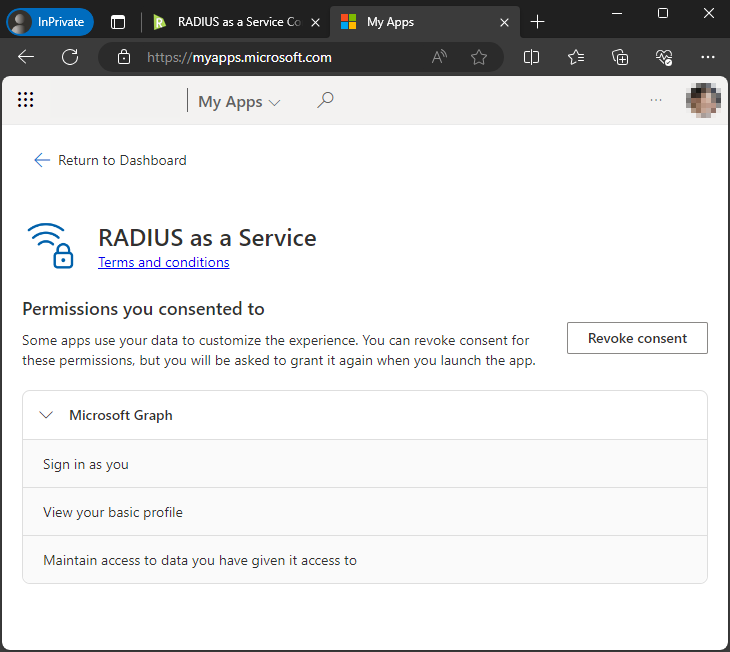 InPrivate
RADIUS as a Service Co
My Apps
https://myapps.microsoft.com
My Apps
Return to Dashboard
RADIUS as a Service
Terms and conditions
Permissions you consented to
Some apps use your data to customize the experience. You can revoke consent for
these permissions, but you will be asked to grant it again when you launch the app.
Revoke consent
Microsoft Graph
Sign in as you
View your basic profile
Maintain access to data you have given it access to